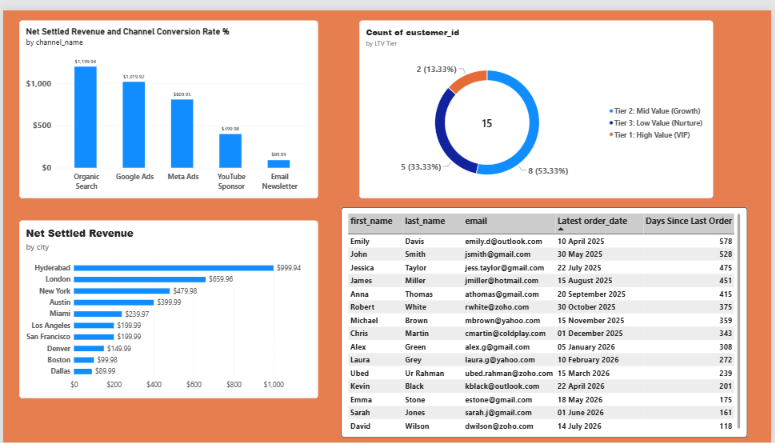 Net Settled Revenue and Channel Conversion Rate %
by channel_name
$1,199.94
$1,079.92
$809.95
$399.98
$89.99
$1,000
$500
$0
Organic Search
Google Ads
Meta Ads
YouTube Sponsor
Email Newsletter
Count of customer_id
by LTV Tier
2 (13.33%)
15
5 (33.33%)
8 (53.33%)
Tier 2: Mid Value (Growth)
Tier 3: Low Value (Nurture)
Tier 1: High Value (VIP)
Net Settled Revenue
by city
Hyderabad $999.94
London $659.96
New York $479.98
Austin $399.99
Miami $239.97
Los Angeles $199.99
San Francisco $199.99
Denver $149.99
Boston $99.98
Dallas $89.99
$0 $200 $400 $600 $800 $1,000
first_name last_name email Latest order_date Days Since Last Order
Emily Davis emily.d@outlook.com 10 April 2025 578
John Smith jsmith@gmail.com 30 May 2025 528
Jessica Taylor jess.taylor@gmail.com 22 July 2025 475
James Miller jmiller@hotmail.com 15 August 2025 451
Anna Thomas athomas@gmail.com 20 September 2025 415
Robert White rwhite@zoho.com 30 October 2025 375
Michael Brown mbrown@yahoo.com 15 November 2025 359
Chris Martin cmartin@coldplay.com 01 December 2025 343
Alex Green alex.g@gmail.com 05 January 2026 308
Laura Grey laura.g@yahoo.com 10 February 2026 272
Ubed Ur Rahman ubed.rahman@zoho.com 15 March 2026 239
Kevin Black kblack@outlook.com 22 April 2026 201
Emma Stone estone@gmail.com 18 May 2026 175
Sarah Jones sarah.j@gmail.com 01 June 2026 161
David Wilson dwilson@zoho.com 14 July 2026 118